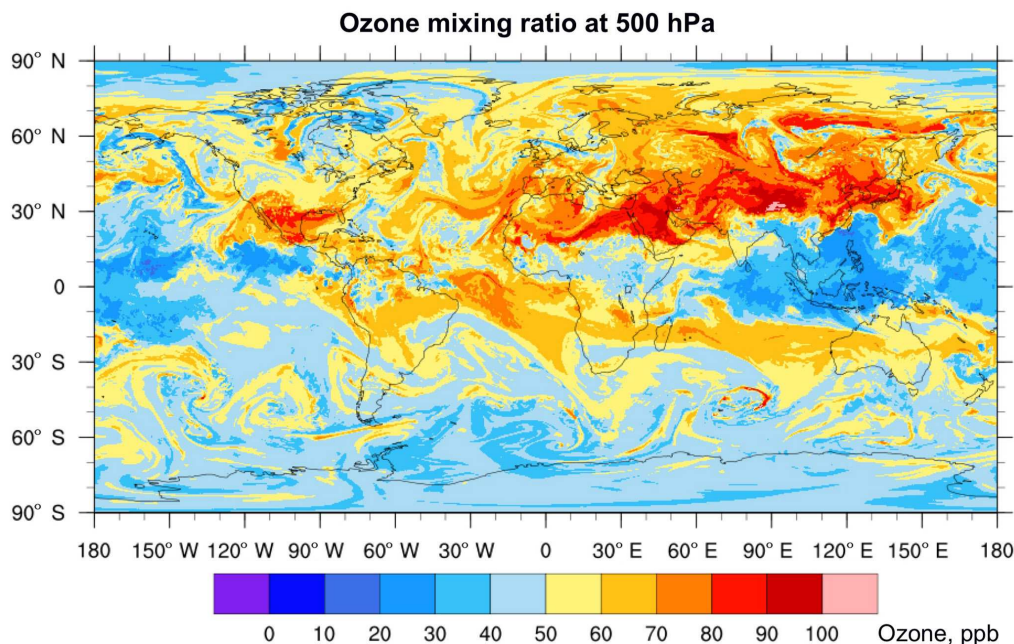 Ozone mixing ratio at 500 hPa
90° N
60° N
30° N
0
30° S
60° S
90° S
180 150° W 120° W 90° W 60° W 30° W 0 30° E 60° E 90° E 120° E 150° E 180
0 10 20 30 40 50 60 70 80 90 100 Ozone, ppb